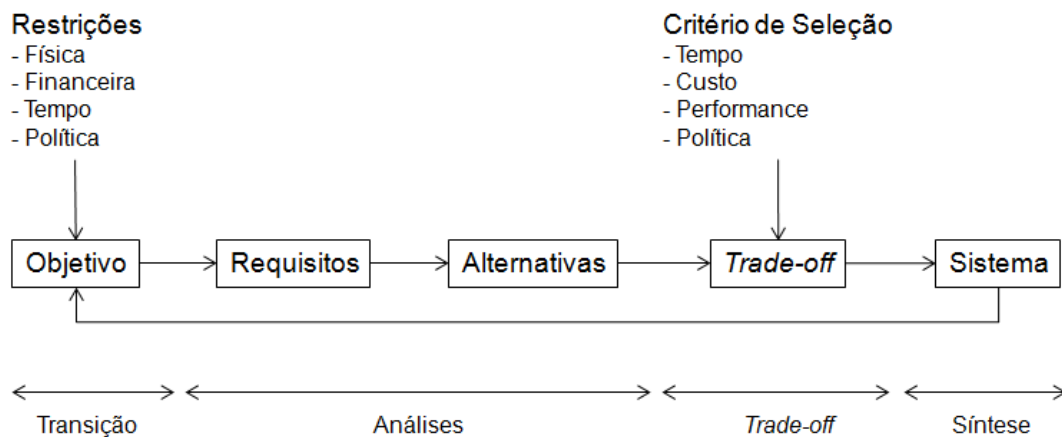 Restrições
- Física
- Financeira
- Tempo
- Política
Critério de Seleção
- Tempo
- Custo
- Performance
- Política
Objetivo
Requisitos
Alternativas
Trade-off
Sistema
Transição
Análises
Trade-off
Síntese